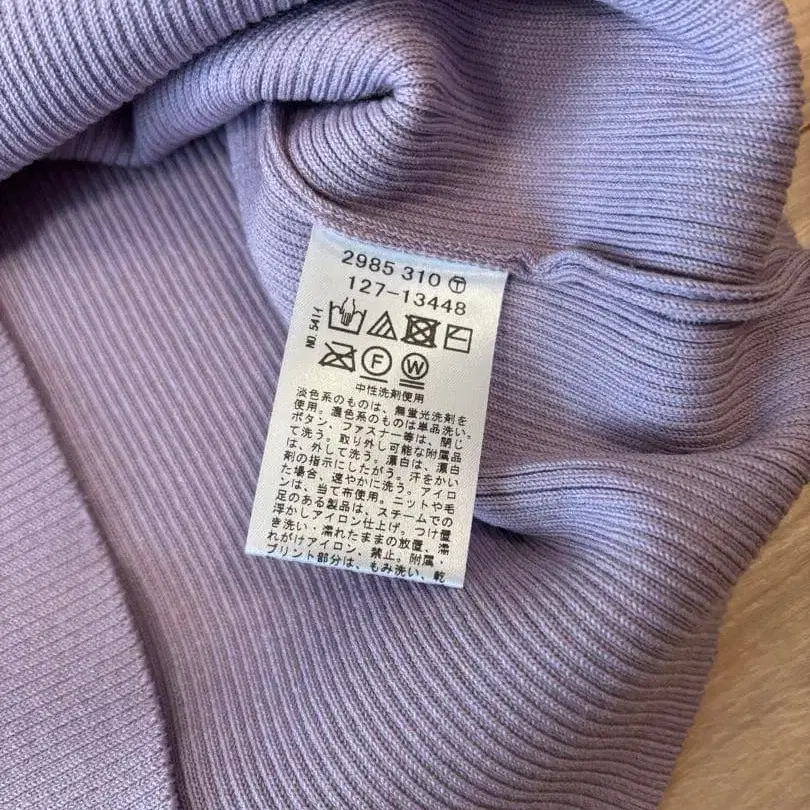 2985 310 Ⓣ
127-13448
NO. 5411
F W
中性洗剤使用
淡色系のものは、無蛍光洗剤を
使用。濃色系のものは単品洗い。
ボタン、ファスナー等は、閉じ
て洗う。取り外し可能な附属品
は、外して洗う。漂白は、漂白
剤の指示にしたがう。汗をかい
た場合、速やかに洗う。アイロ
ンは、当て布使用。ニットや毛
足のある製品は、スチームでの
浮かしアイロン仕上げ。つけ置
き洗い・濡れたままの放置、濡
れがけアイロン、禁止。附属・
プリント部分は、もみ洗い、乾